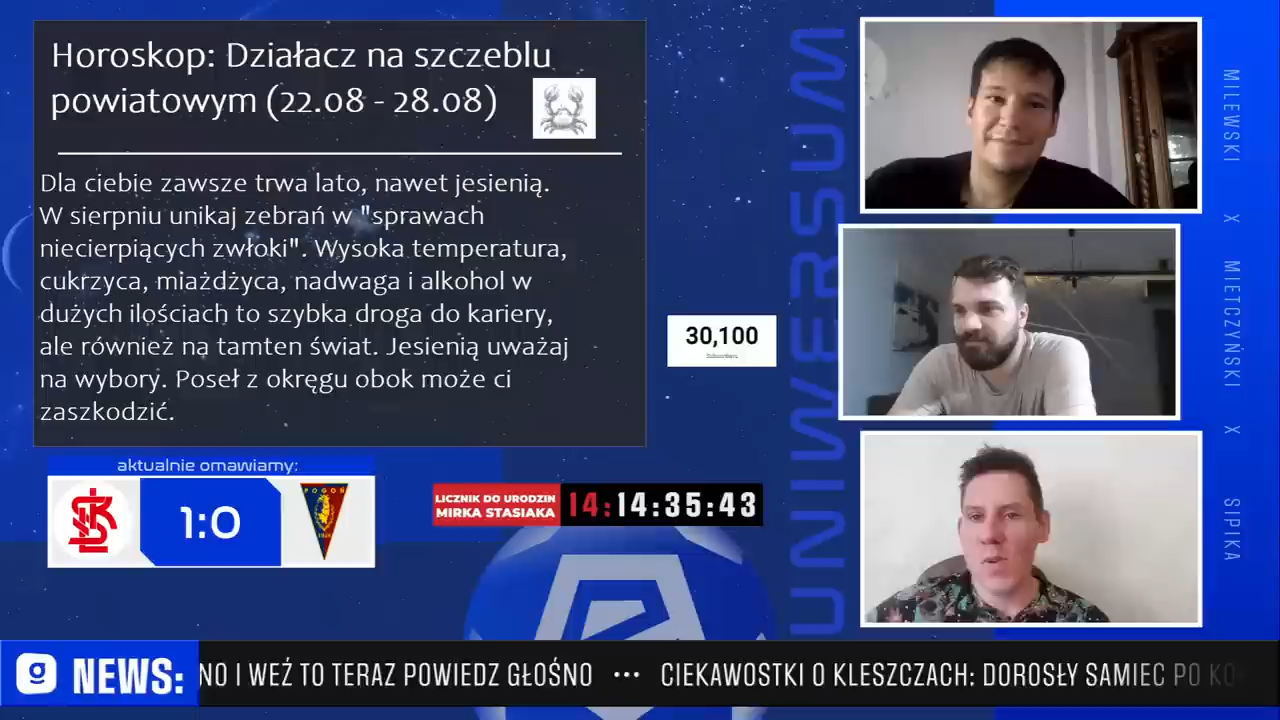 Horoskop: Działacz na szczeblu
powiatowym (22.08 - 28.08)
Dla ciebie zawsze trwa lato, nawet jesienią.
W sierpniu unikaj zebrań w "sprawach
niecierpiących zwłoki". Wysoka temperatura,
cukrzyca, miażdżyca, nadwaga i alkohol w
dużych ilościach to szybka droga do kariery,
ale również na tamten świat. Jesienią uważaj
na wybory. Poseł z okręgu obok może ci
zaszkodzić.
aktualnie omawiamy:
ŁKS
1:0
POGOŃ
LICZNIK DO URODZIN
MIRKA STASIAKA
14:14:35:43
30,100
Subscribers
UNIWERSUM
MILEWSKI X MIETCZYŃSKI X SIPIKA
g NEWS:
NO I WEŹ TO TERAZ POWIEDZ GŁOŚNO ••• CIEKAWOSTKI O KLESZCZACH: DOROSŁY SAMIEC PO